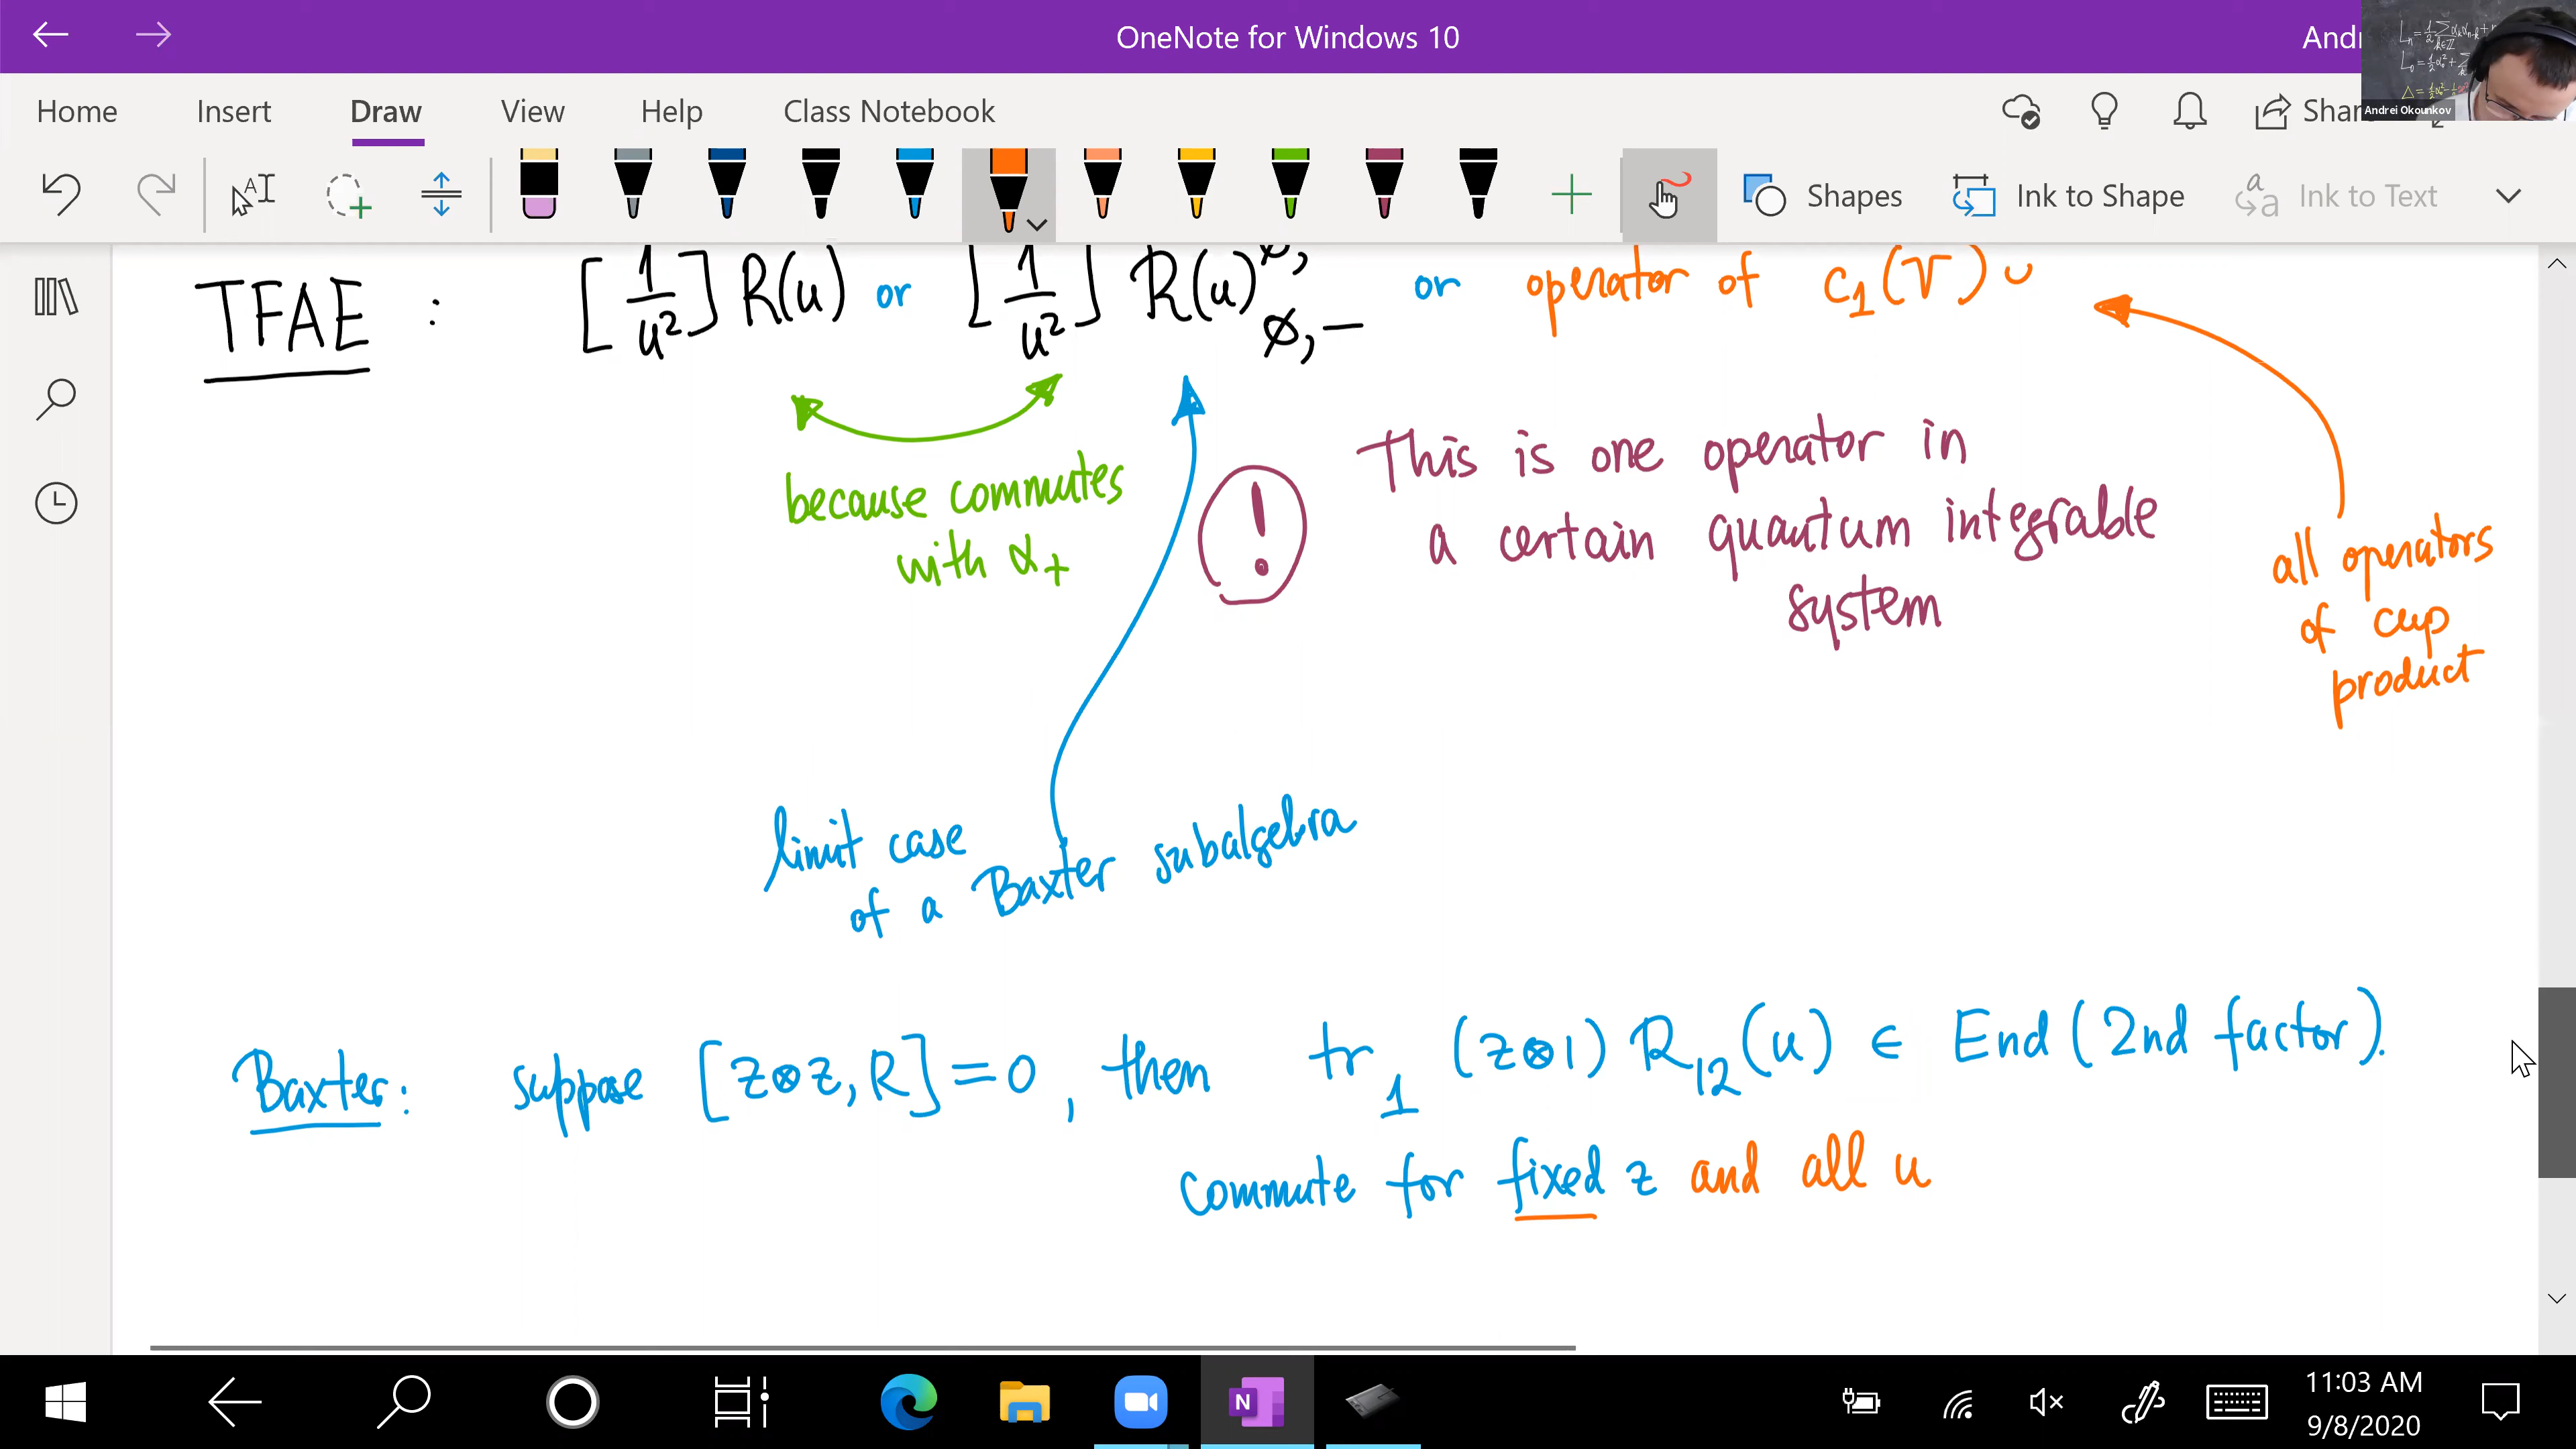 OneNote for Windows 10
Andrei Okounkov
Home Insert Draw View Help Class Notebook Shar
Shapes Ink to Shape Ink to Text
TFAE : [1/u²] R(u) or [1/u²] R(u) ∅, – or operator of c₁(V) ∪
because commutes
with α₊
!
This is one operator in
a certain quantum integrable
system
all operators
of cup
product
limit case
of a Baxter subalgebra
Baxter: suppose [z⊗z, R] = 0, then tr₁ (z⊗1) R₁₂(u) ∈ End (2nd factor).
commute for fixed z and all u
11:03 AM
9/8/2020